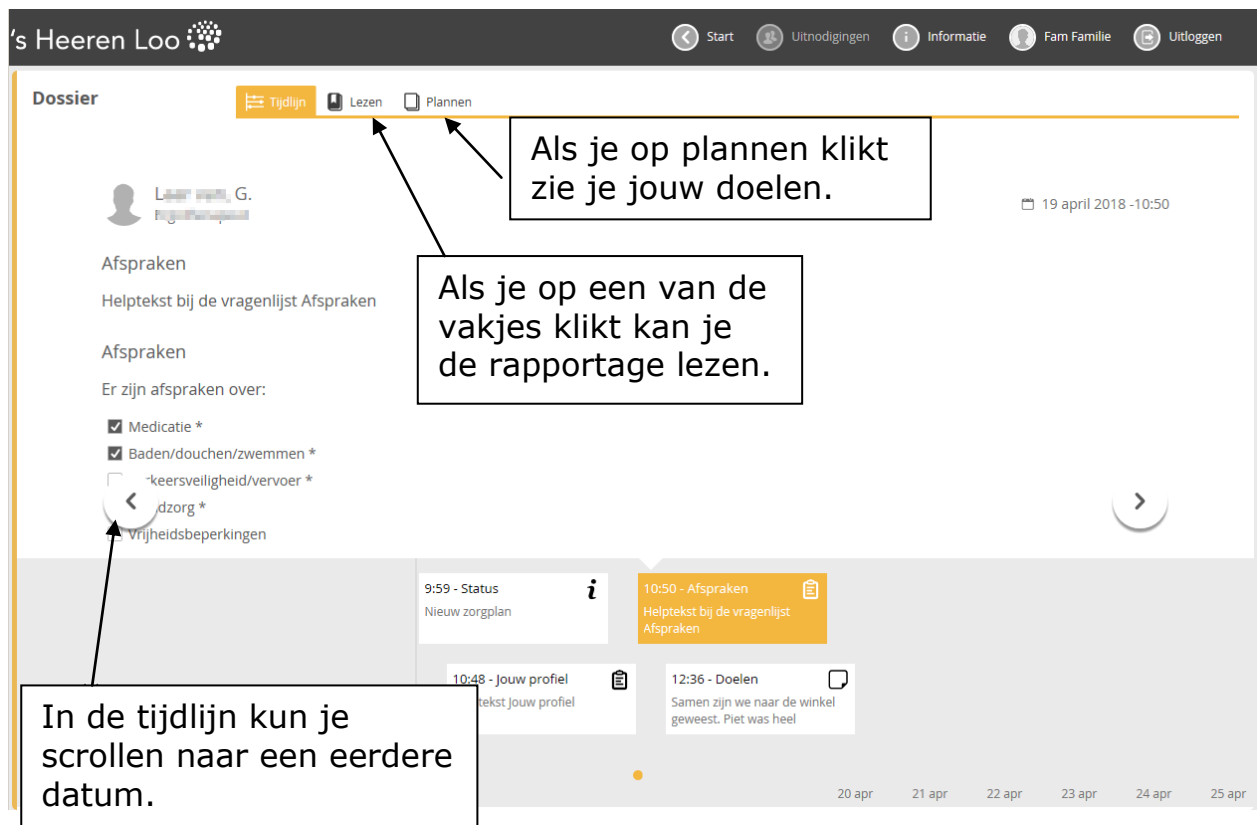 's Heeren Loo
Start
Uitnodigingen
Informatie
Fam Familie
Uitloggen
Dossier
Tijdlijn
Lezen
Plannen
Als je op plannen klikt
zie je jouw doelen.
G.
19 april 2018 -10:50
Afspraken
Helptekst bij de vragenlijst Afspraken
Als je op een van de
vakjes klikt kan je
de rapportage lezen.
Afspraken
Er zijn afspraken over:
Medicatie *
Baden/douchen/zwemmen *
keersveiligheid/vervoer *
dzorg *
Vrijheidsbeperkingen
9:59 - Status
Nieuw zorgplan
10:50 - Afspraken
Helptekst bij de vragenlijst
Afspraken
10:48 - Jouw profiel
tekst Jouw profiel
12:36 - Doelen
Samen zijn we naar de winkel
geweest. Piet was heel
In de tijdlijn kun je
scrollen naar een eerdere
datum.
20 apr
21 apr
22 apr
23 apr
24 apr
25 apr